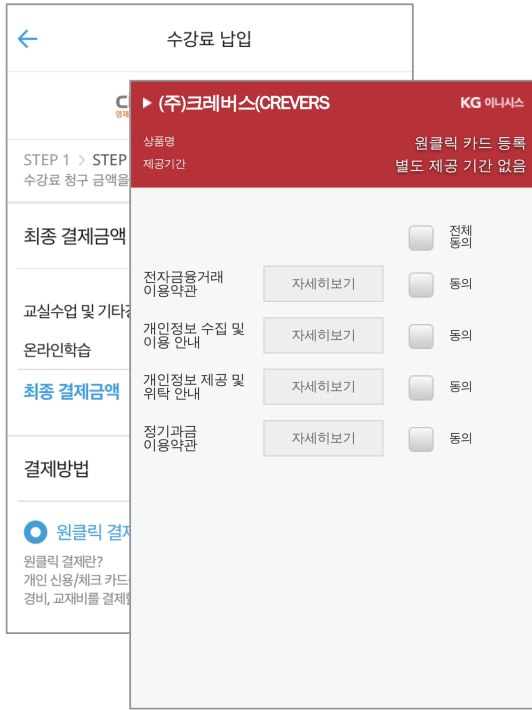 수강료 납입
영재
STEP 1 > STEP
수강료 청구 금액을
최종 결제금액
교실수업 및 기타
온라인학습
최종 결제금액
결제방법
원클릭 결제
원클릭 결제란?
개인 신용/체크 카드
경비, 교재비를 결제
▶ (주)크레버스(CREVERS
KG 이니시스
상품명 원클릭 카드 등록
제공기간 별도 제공 기간 없음
전체
동의
전자금융거래
이용약관
자세히보기
동의
개인정보 수집 및
이용 안내
자세히보기
동의
개인정보 제공 및
위탁 안내
자세히보기
동의
정기과금
이용약관
자세히보기
동의